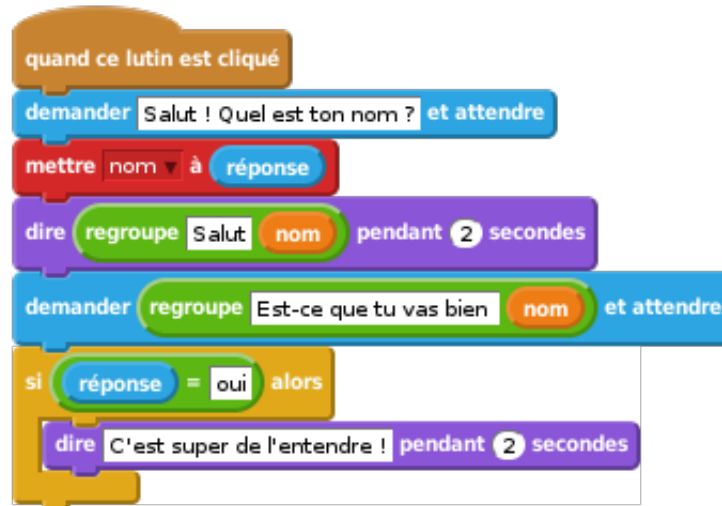 quand ce lutin est cliqué
demander Salut ! Quel est ton nom ? et attendre
mettre nom à réponse
dire regroupe Salut nom pendant 2 secondes
demander regroupe Est-ce que tu vas bien nom et attendre
si réponse = oui alors
dire C'est super de l'entendre ! pendant 2 secondes